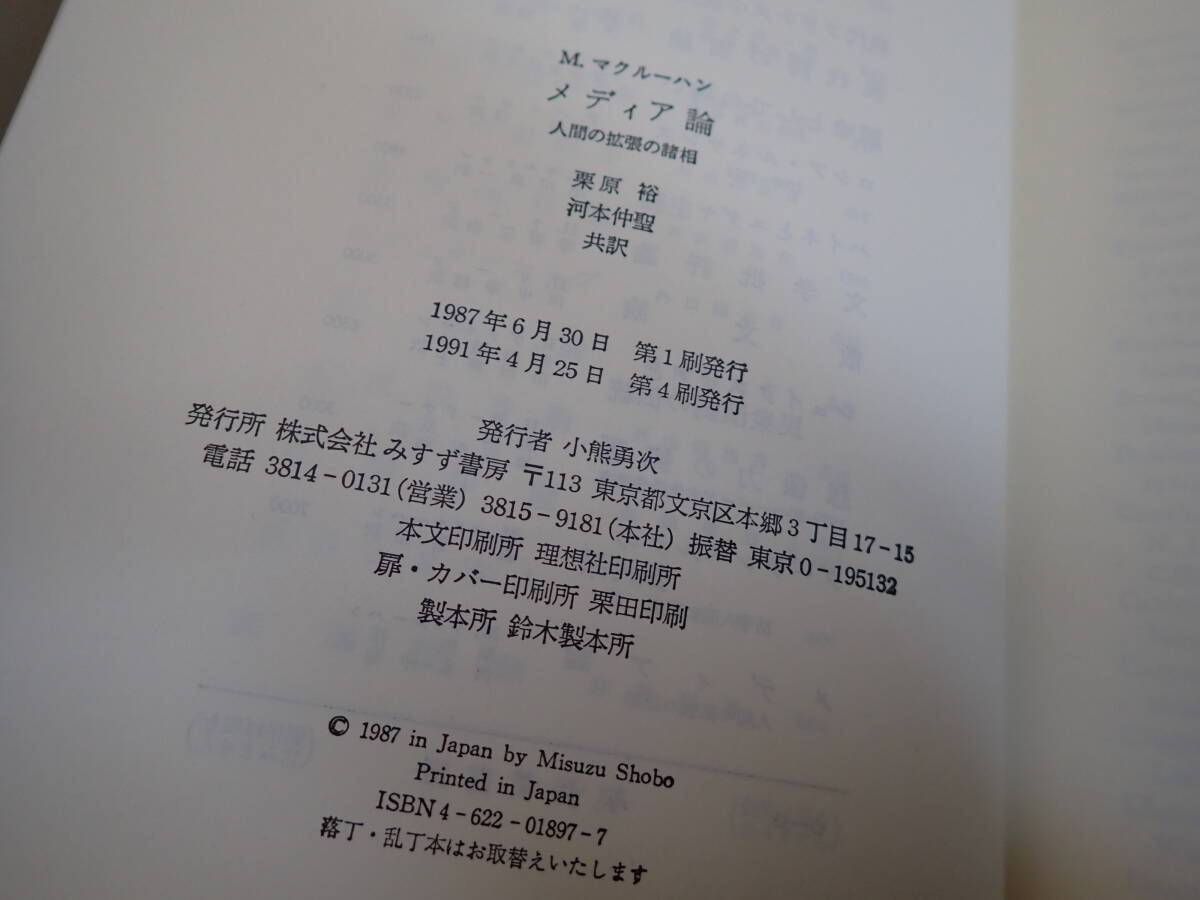 M. マクルーハン
メディア論
人間の拡張の諸相
栗原 裕
河本仲聖
共訳
1987年6月30日 第1刷発行
1991年4月25日 第4刷発行
発行者 小熊勇次
発行所 株式会社 みすず書房 〒113 東京都文京区本郷3丁目17-15
電話 3814-0131(営業) 3815-9181(本社) 振替 東京0-195132
本文印刷所 理想社印刷所
扉・カバー印刷所 栗田印刷
製本所 鈴木製本所
© 1987 in Japan by Misuzu Shobo
Printed in Japan
ISBN4-622-01897-7
落丁・乱丁本はお取替えいたします